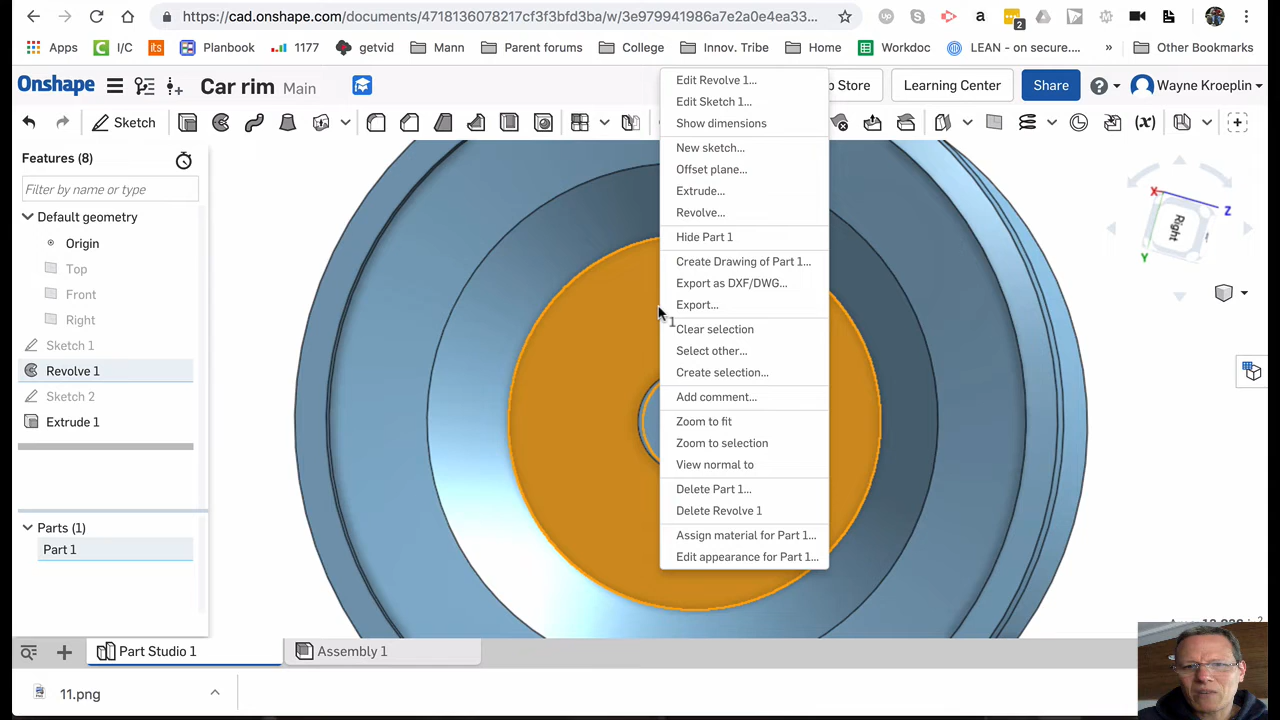 https://cad.onshape.com/documents/4718136078217cf3f3bfd3ba/w/3e979941986a7e2a0e4ea33...
Apps I/C its Planbook 1177 getvid Mann Parent forums College Innov. Tribe Home Workdoc LEAN - on secure.... » Other Bookmarks
2
Onshape Car rim Main p Store Learning Center Share Wayne Kroeplin
Sketch (x)
Features (8)
Filter by name or type
Default geometry
Origin
Top
Front
Right
Sketch 1
Revolve 1
Sketch 2
Extrude 1
Parts (1)
Part 1
Edit Revolve 1...
Edit Sketch 1...
Show dimensions
New sketch...
Offset plane...
Extrude...
Revolve...
Hide Part 1
Create Drawing of Part 1...
Export as DXF/DWG...
Export...
Clear selection
Select other...
Create selection...
Add comment...
Zoom to fit
Zoom to selection
View normal to
Delete Part 1...
Delete Revolve 1
Assign material for Part 1...
Edit appearance for Part 1...
1
X Z
Right
Y
Part Studio 1 Assembly 1
11.png